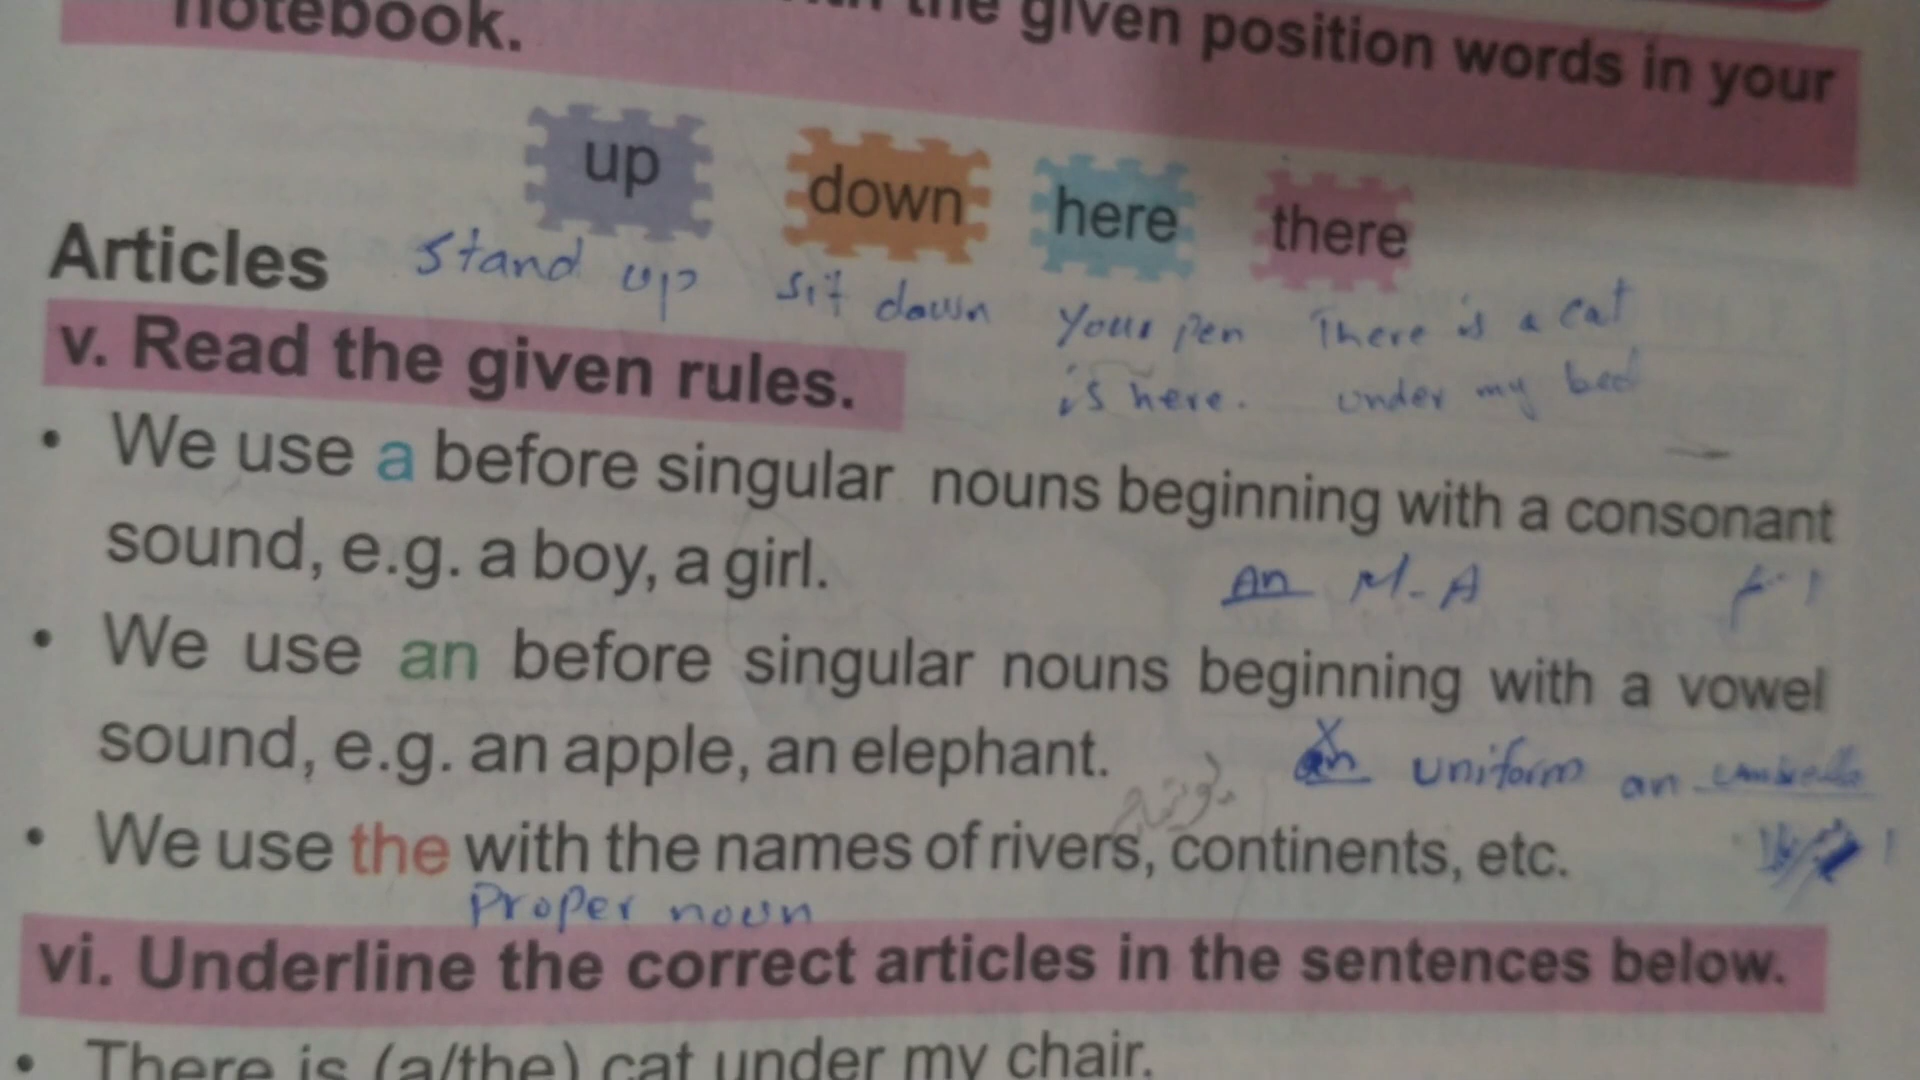 the given position words in your
notebook.
up down here there
Articles
Stand up sit down Your pen There is a cat
is here. under my bed
v. Read the given rules.
• We use a before singular nouns beginning with a consonant
sound, e.g. a boy, a girl.
An M-A
• We use an before singular nouns beginning with a vowel
sound, e.g. an apple, an elephant.
an uniform an umbrella
• We use the with the names of rivers, continents, etc.
Proper noun
vi. Underline the correct articles in the sentences below.
• There is (a/the) cat under my chair.